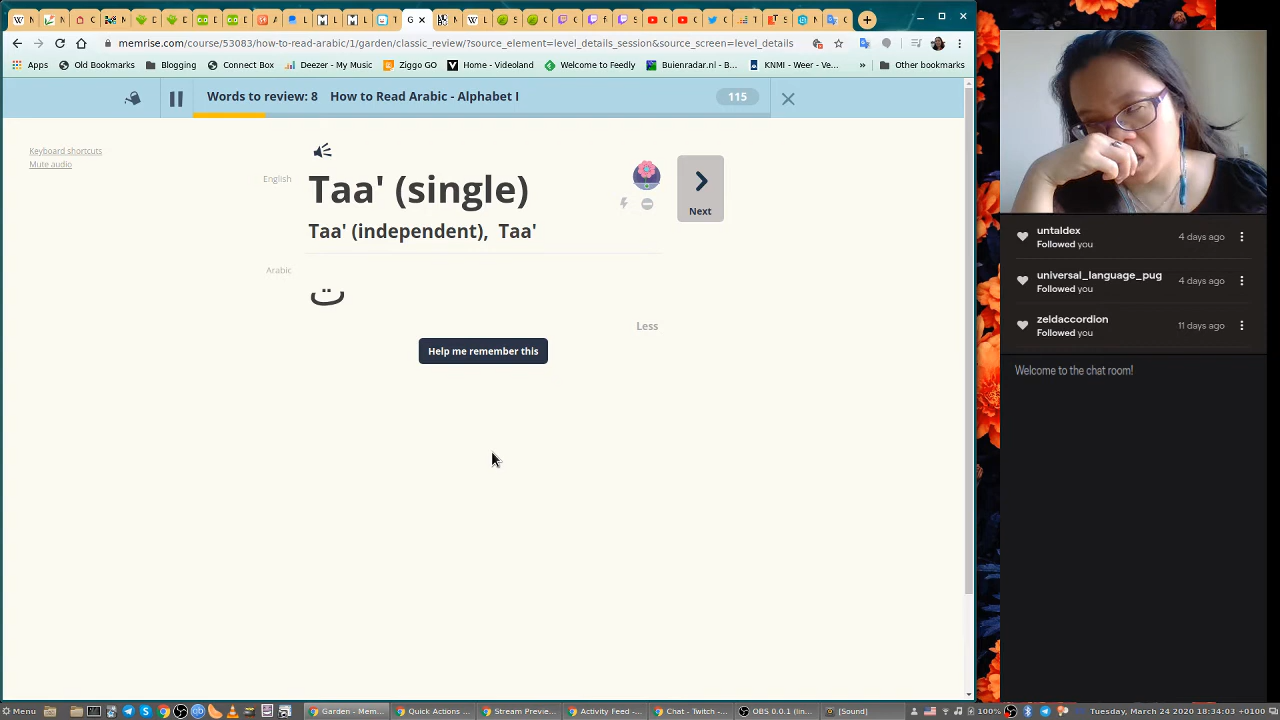 memrise.com/course/53083/how-to-read-arabic/1/garden/classic_review/?source_element=level_details_session&source_screen=level_details
Apps Old Bookmarks Blogging Connect Box Deezer - My Music Ziggo GO Home - Videoland Welcome to Feedly Buienradar.nl - B... KNMI - Weer - Ve... » Other bookmarks
Words to review: 8 How to Read Arabic - Alphabet I 115
Keyboard shortcuts
Mute audio
English
Taa' (single)
Taa' (independent), Taa'
Next
Arabic
ت
Less
Help me remember this
untaldex
Followed you
4 days ago
universal_language_pug
Followed you
4 days ago
zeldaccordion
Followed you
11 days ago
Welcome to the chat room!
Menu Garden - Mem... Quick Actions ... Stream Previe... Activity Feed -... Chat - Twitch -... OBS 0.0.1 (lin... [Sound] 100% Tuesday, March 24 2020 18:34:03 +0100